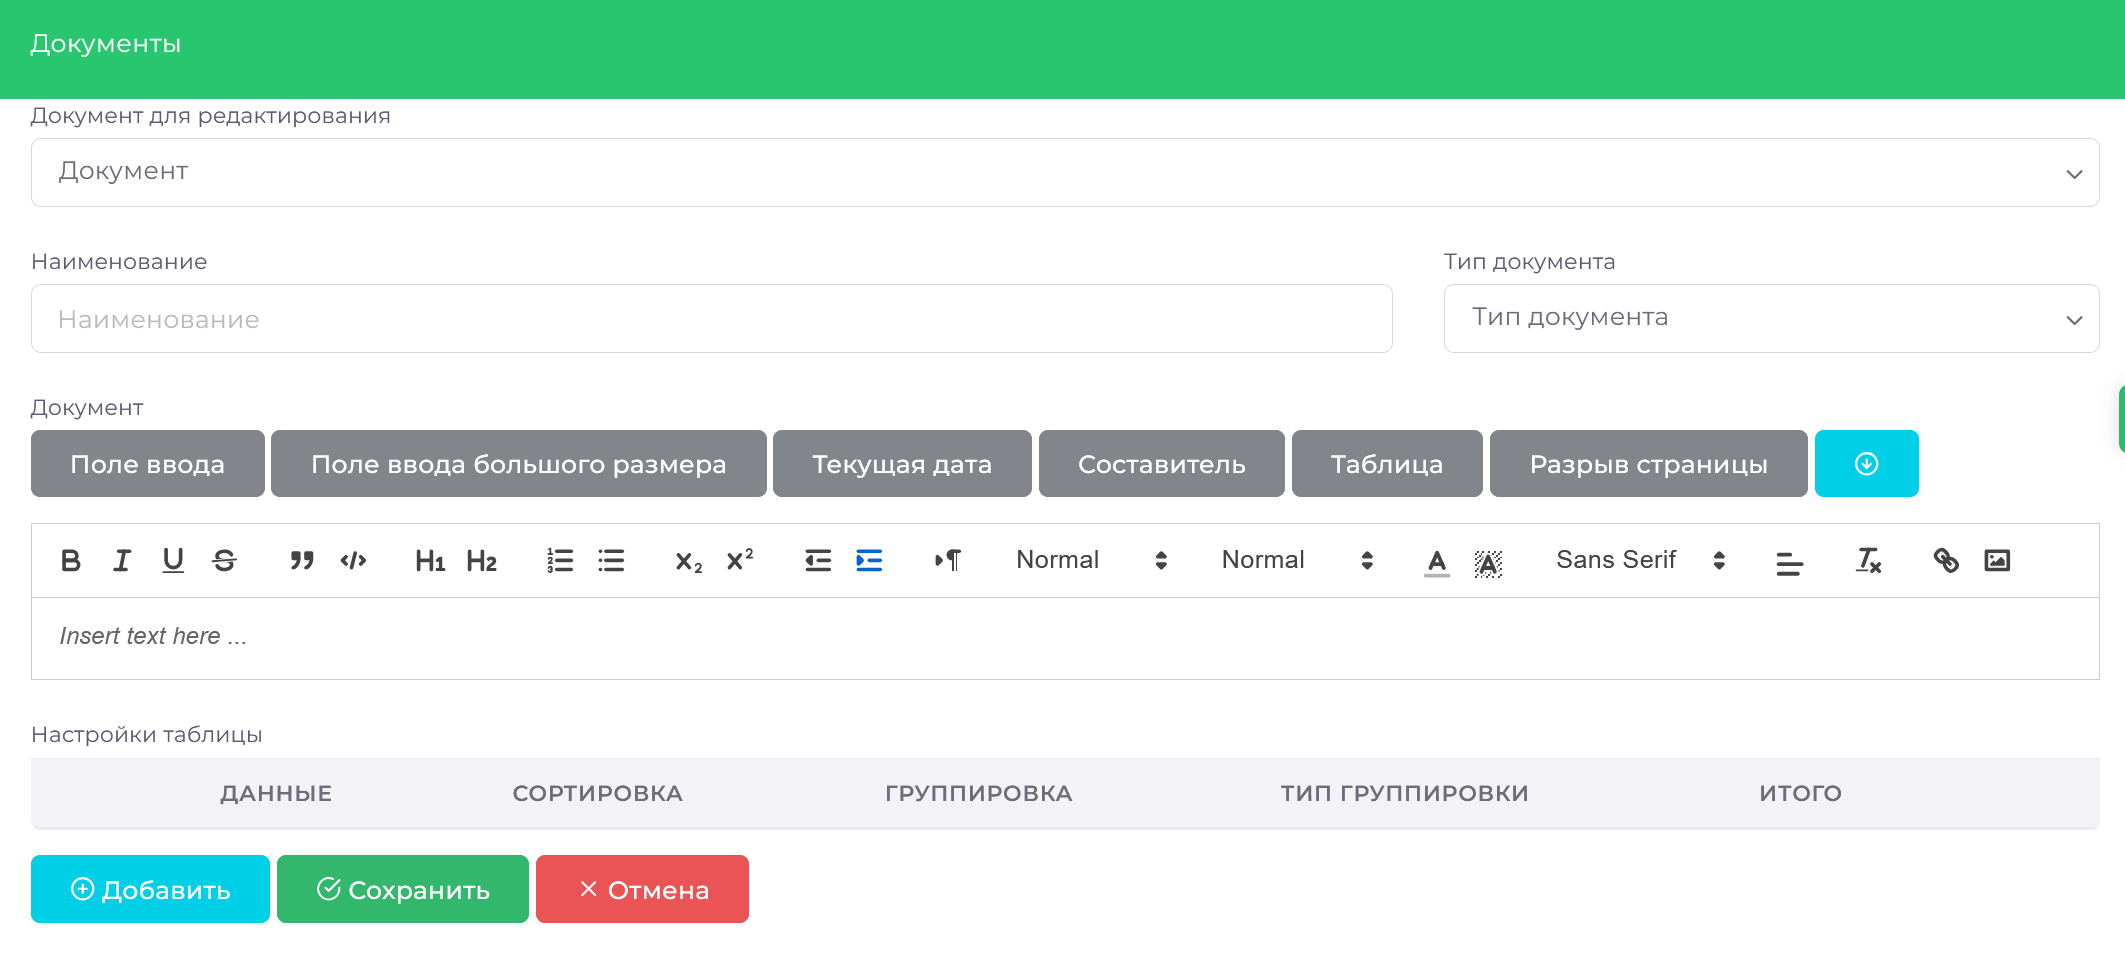 Документы
Документ для редактирования
Документ
Наименование
Тип документа
Наименование
Тип документа
Документ
Поле ввода
Поле ввода большого размера
Текущая дата
Составитель
Таблица
Разрыв страницы
H1 H2 Normal Normal Sans Serif
Insert text here ...
Настройки таблицы
ДАННЫЕ СОРТИРОВКА ГРУППИРОВКА ТИП ГРУППИРОВКИ ИТОГО
Добавить
Сохранить
Отмена